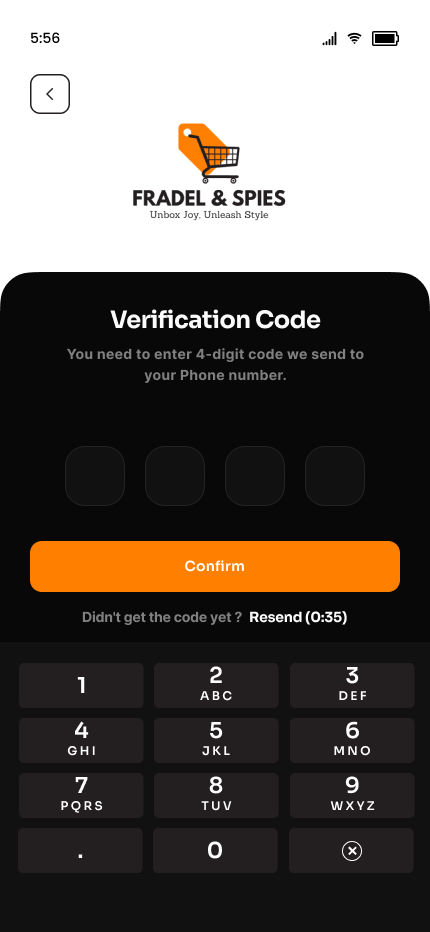 5:56
FRADEL & SPIES
Unbox Joy, Unleash Style
Verification Code
You need to enter 4-digit code we send to
your Phone number.
Confirm
Didn't get the code yet ? Resend (0:35)
1
2
ABC
3
DEF
4
GHI
5
JKL
6
MNO
7
PQRS
8
TUV
9
WXYZ
.
0